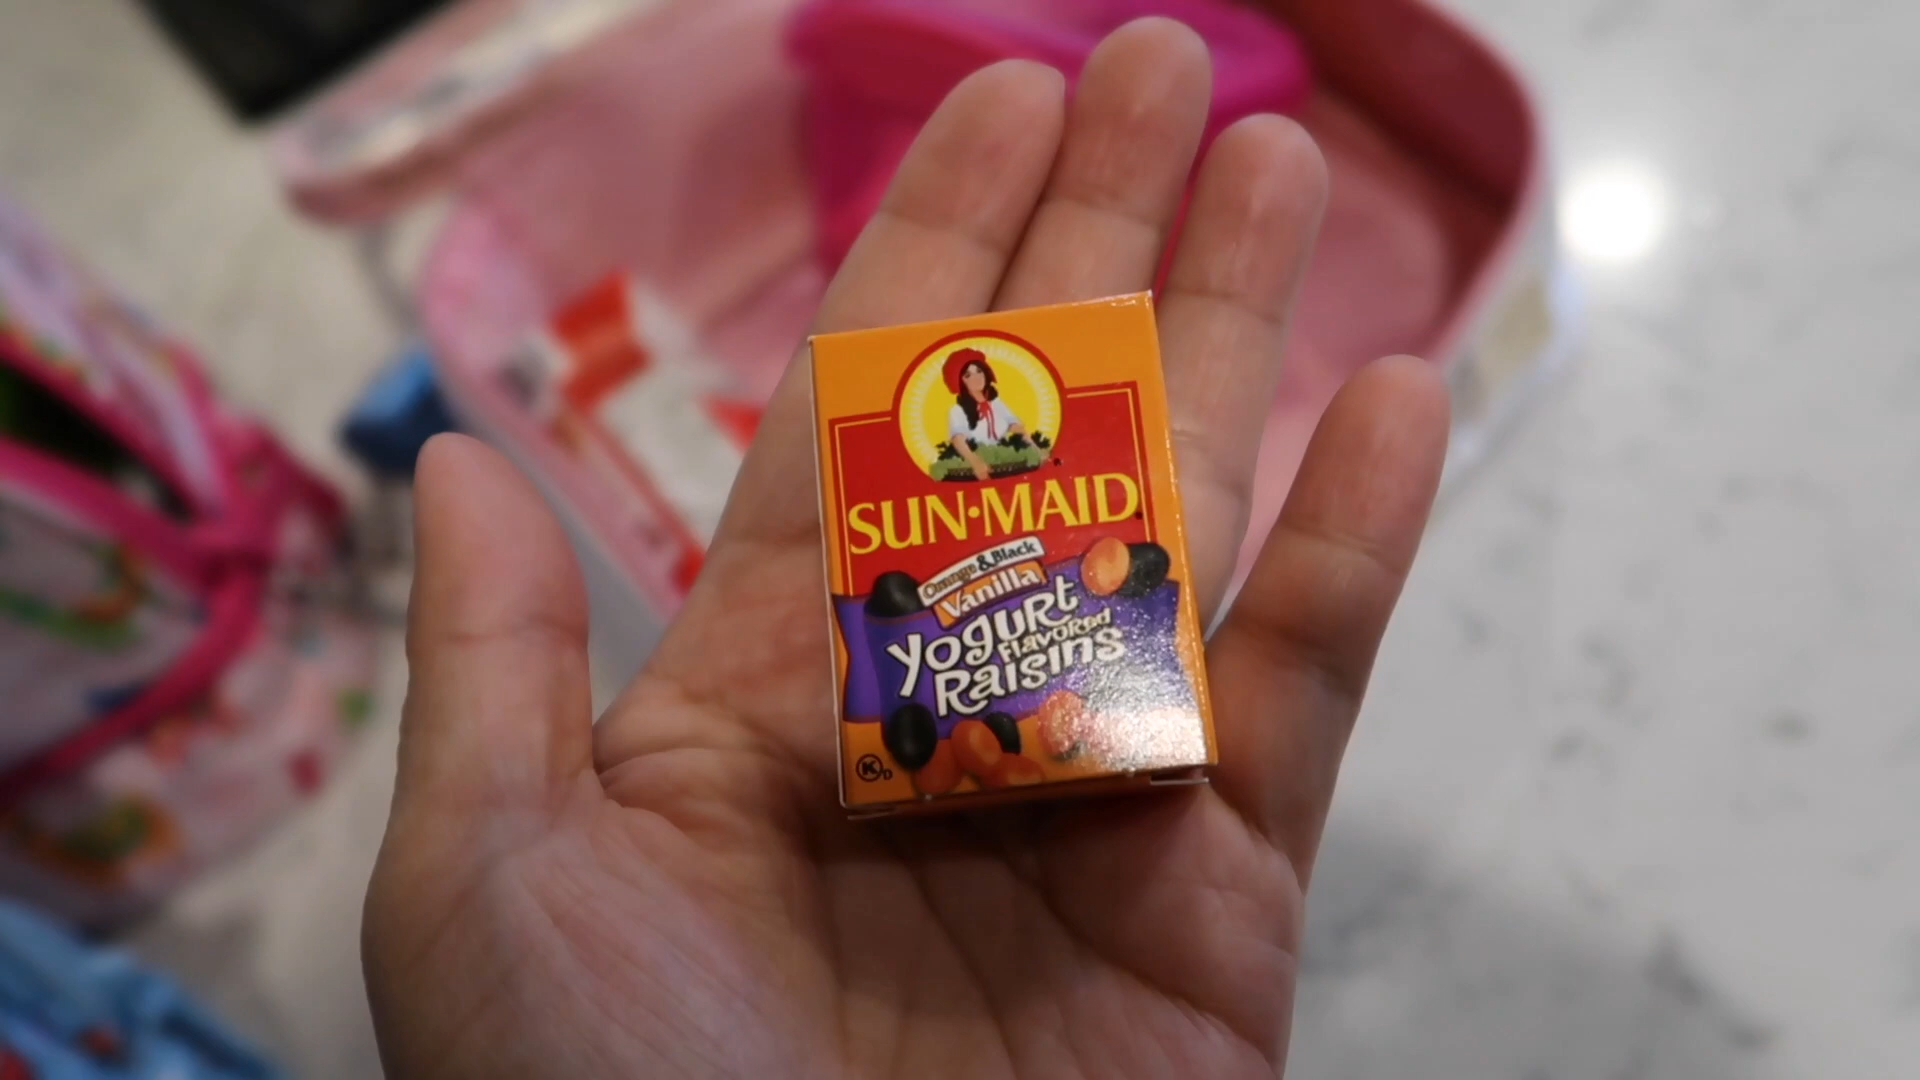 SUN•MAID
Orange & Black
Vanilla
Yogurt
Flavored
Raisins
K D